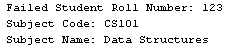 Failed Student Roll Number: 123
Subject Code: CS101
Subject Name: Data Structures